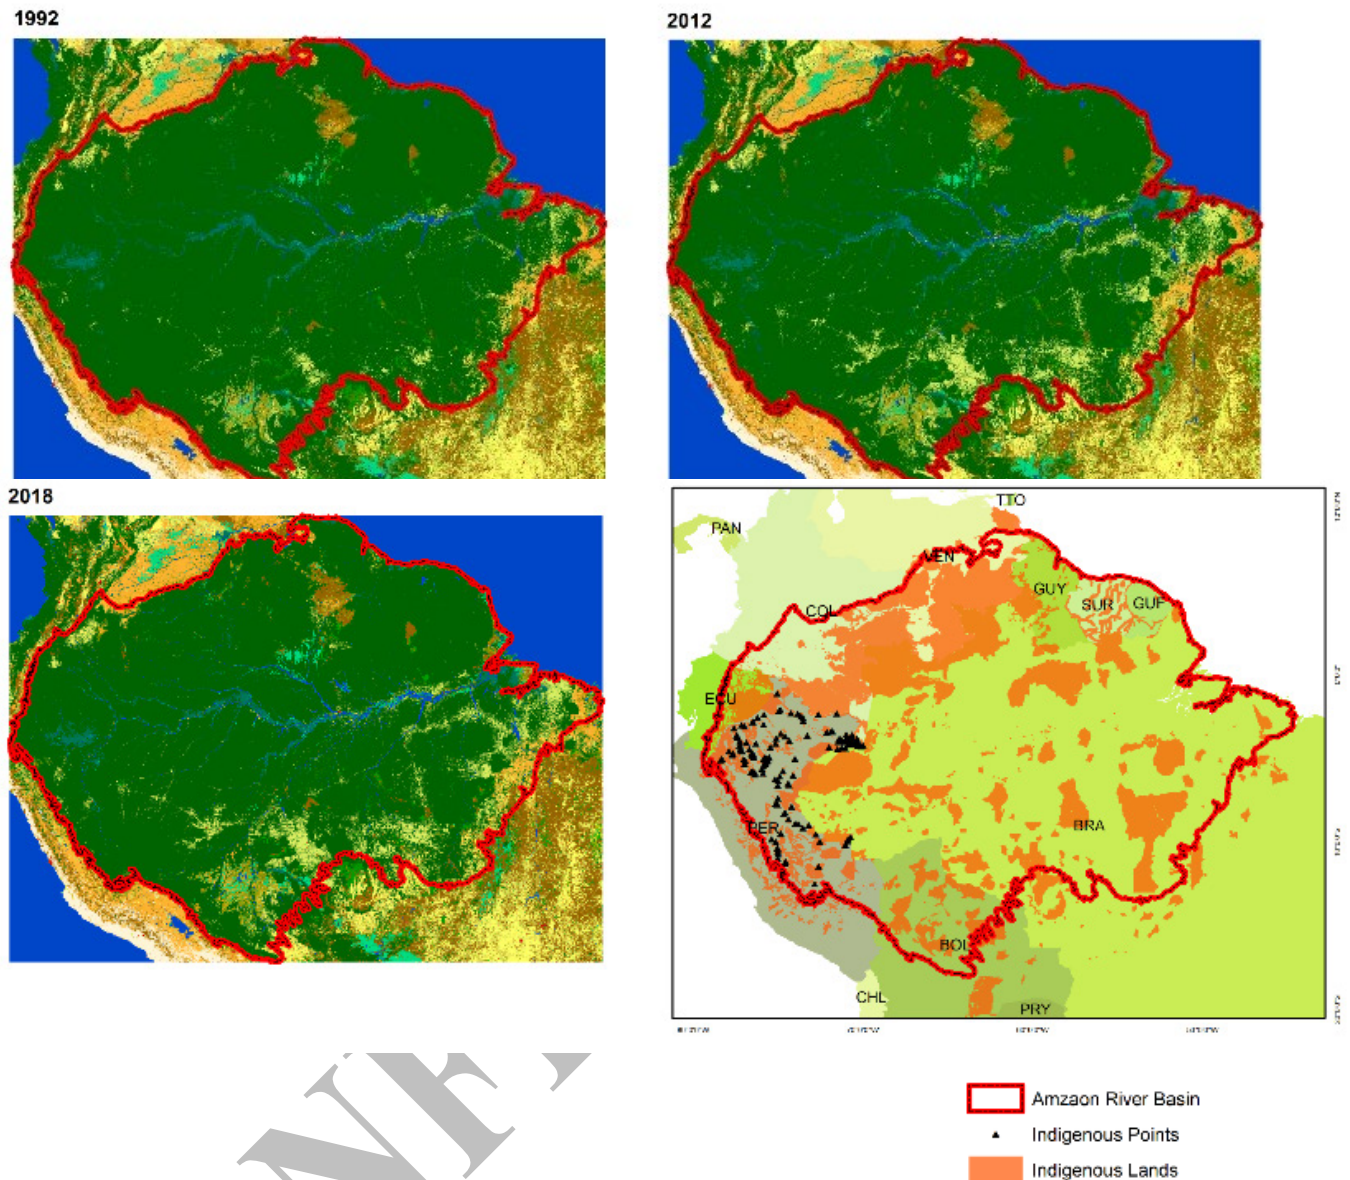 1992
2012
2018
TTO
PAN
VEN
GUY
SUR
GUF
COL
ECU
PER
BRA
BOL
CHL
PRY
Amzaon River Basin
Indigenous Points
Indigenous Lands